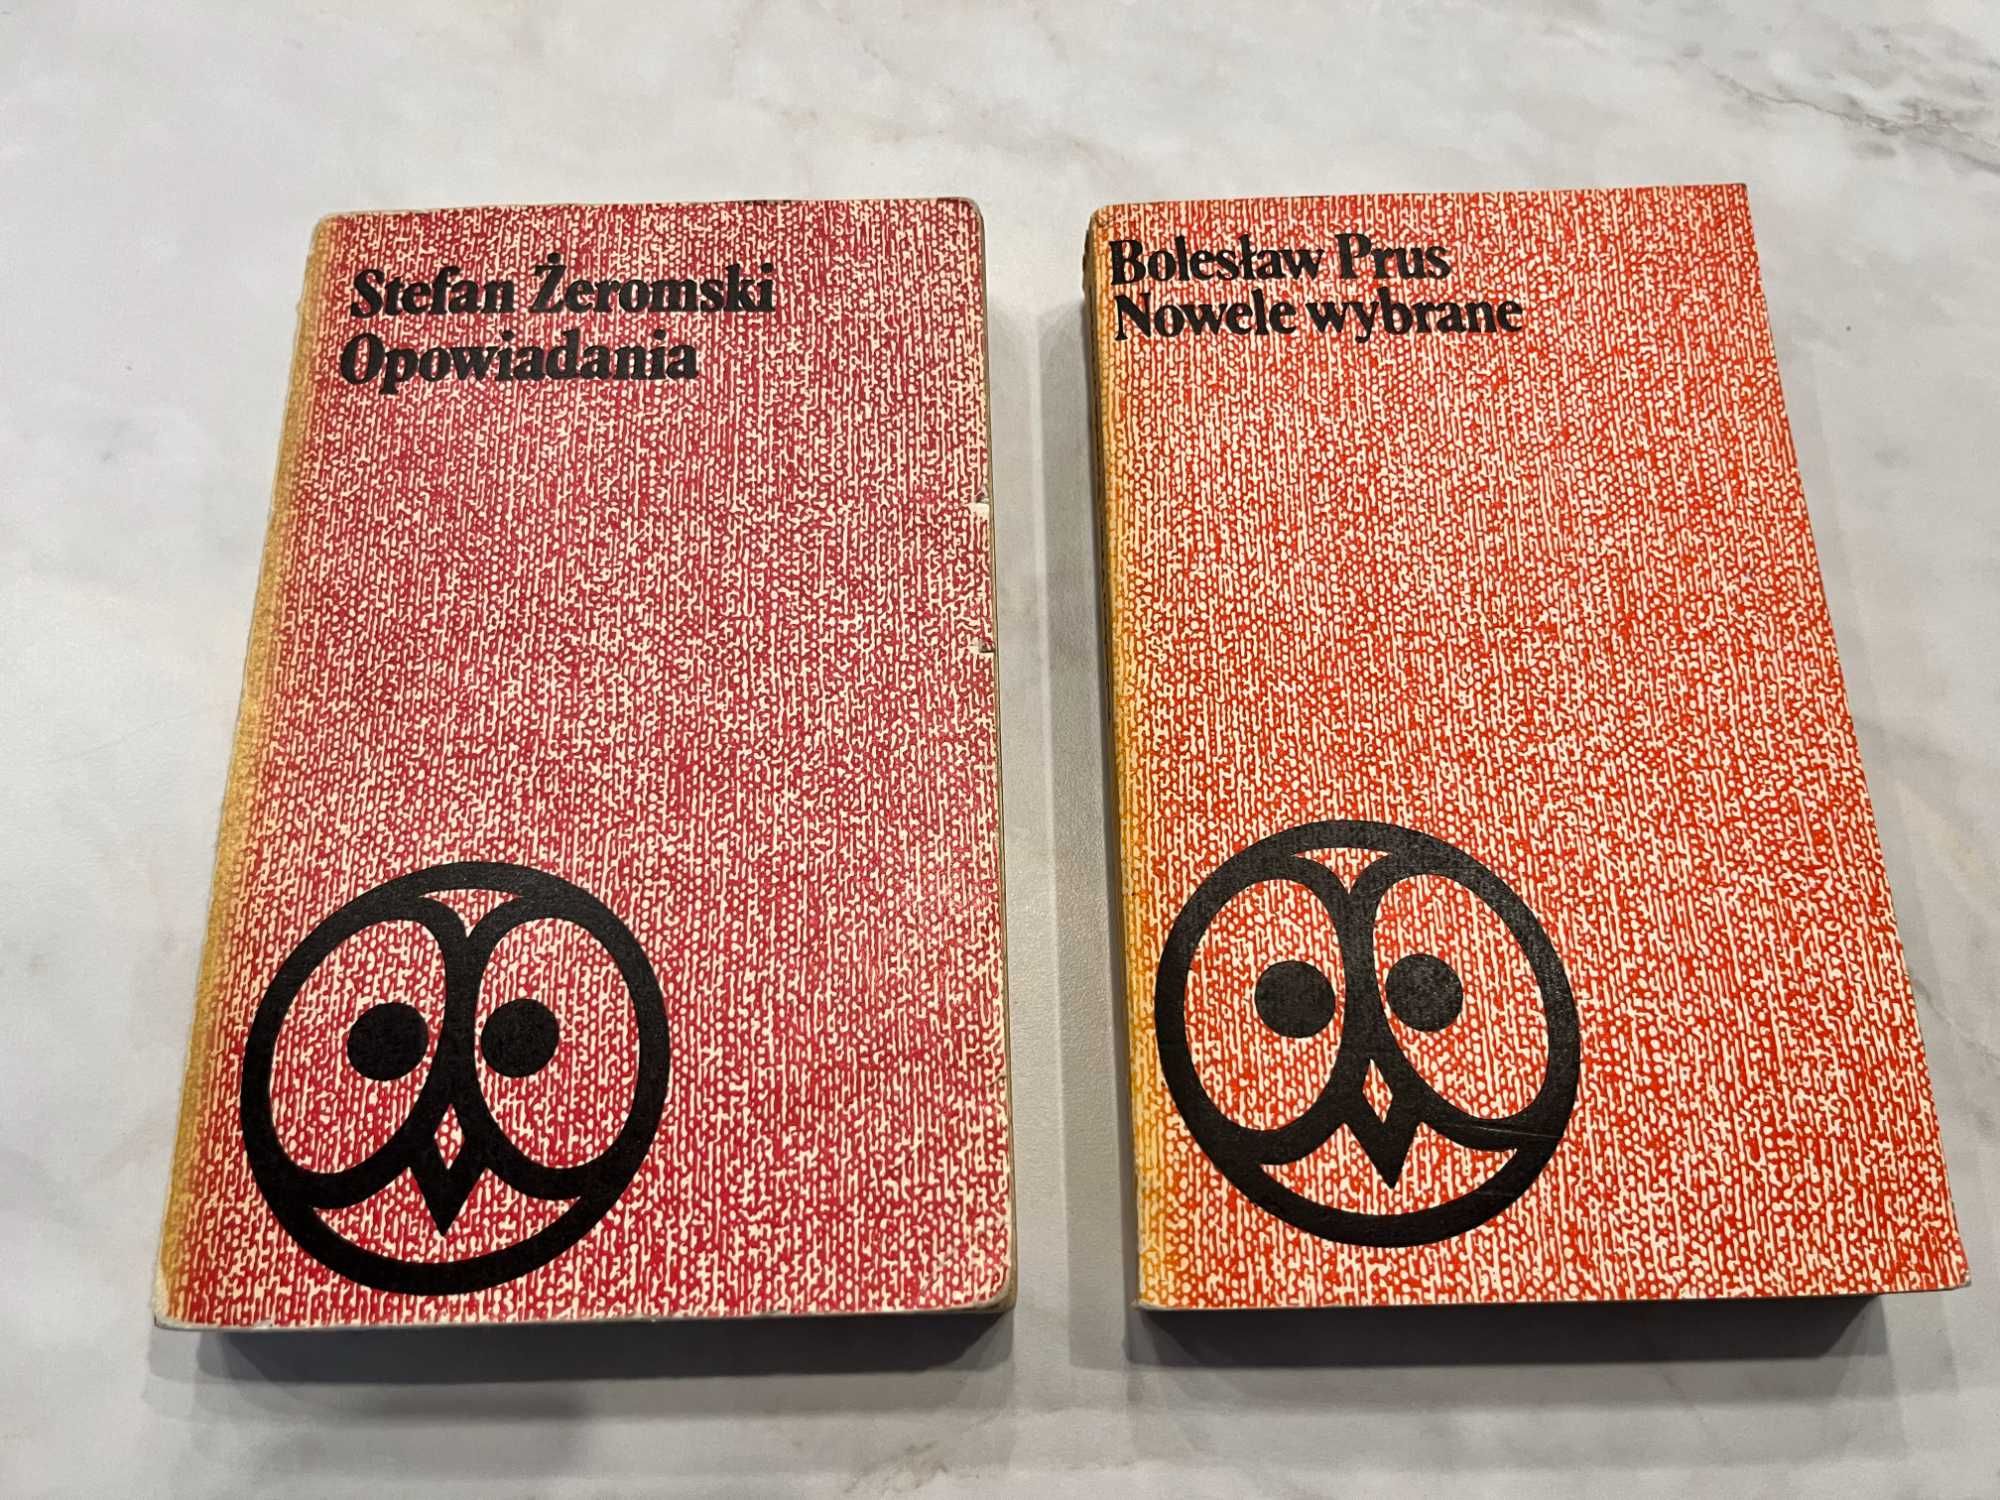 Stefan Żeromski
Opowiadania
Bolesław Prus
Nowele wybrane